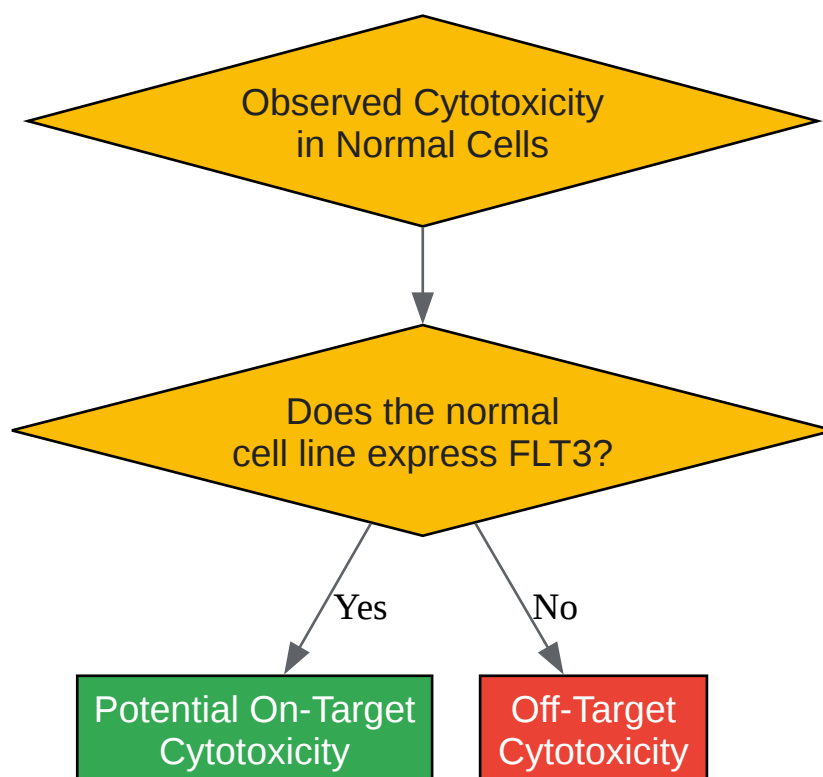 Observed Cytotoxicity
in Normal Cells
Does the normal
cell line express FLT3?
Yes
No
Potential On-Target
Cytotoxicity
Off-Target
Cytotoxicity